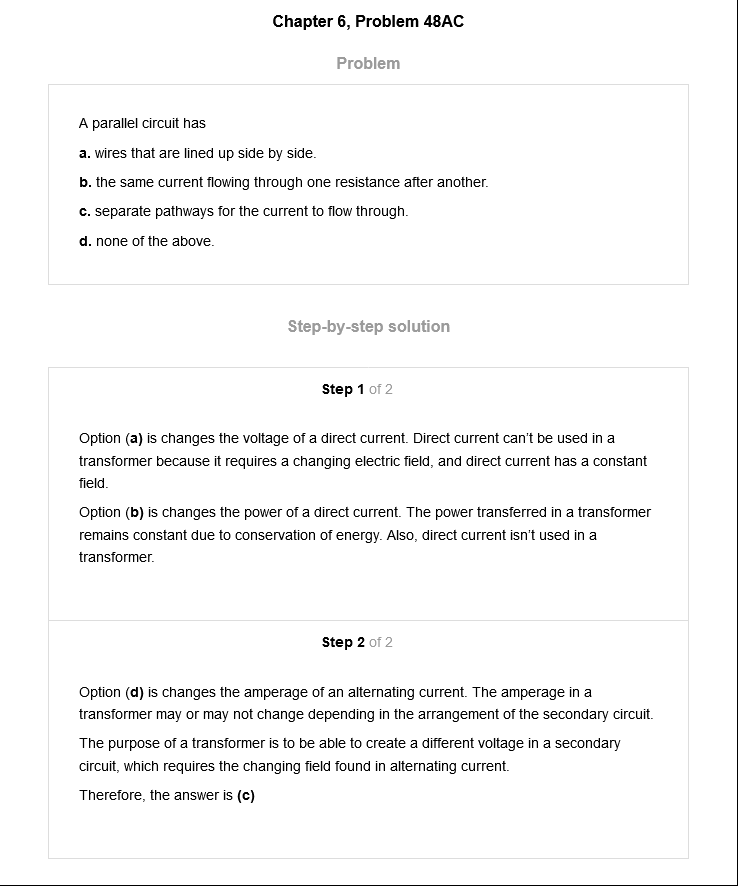 Chapter 6, Problem 48AC
Problem
A parallel circuit has
a. wires that are lined up side by side.
b. the same current flowing through one resistance after another.
c. separate pathways for the current to flow through.
d. none of the above.
Step-by-step solution
Step 1 of 2
Option (a) is changes the voltage of a direct current. Direct current can’t be used in a
transformer because it requires a changing electric field, and direct current has a constant
field.
Option (b) is changes the power of a direct current. The power transferred in a transformer
remains constant due to conservation of energy. Also, direct current isn’t used in a
transformer.
Step 2 of 2
Option (d) is changes the amperage of an alternating current. The amperage in a
transformer may or may not change depending in the arrangement of the secondary circuit.
The purpose of a transformer is to be able to create a different voltage in a secondary
circuit, which requires the changing field found in alternating current.
Therefore, the answer is (c)